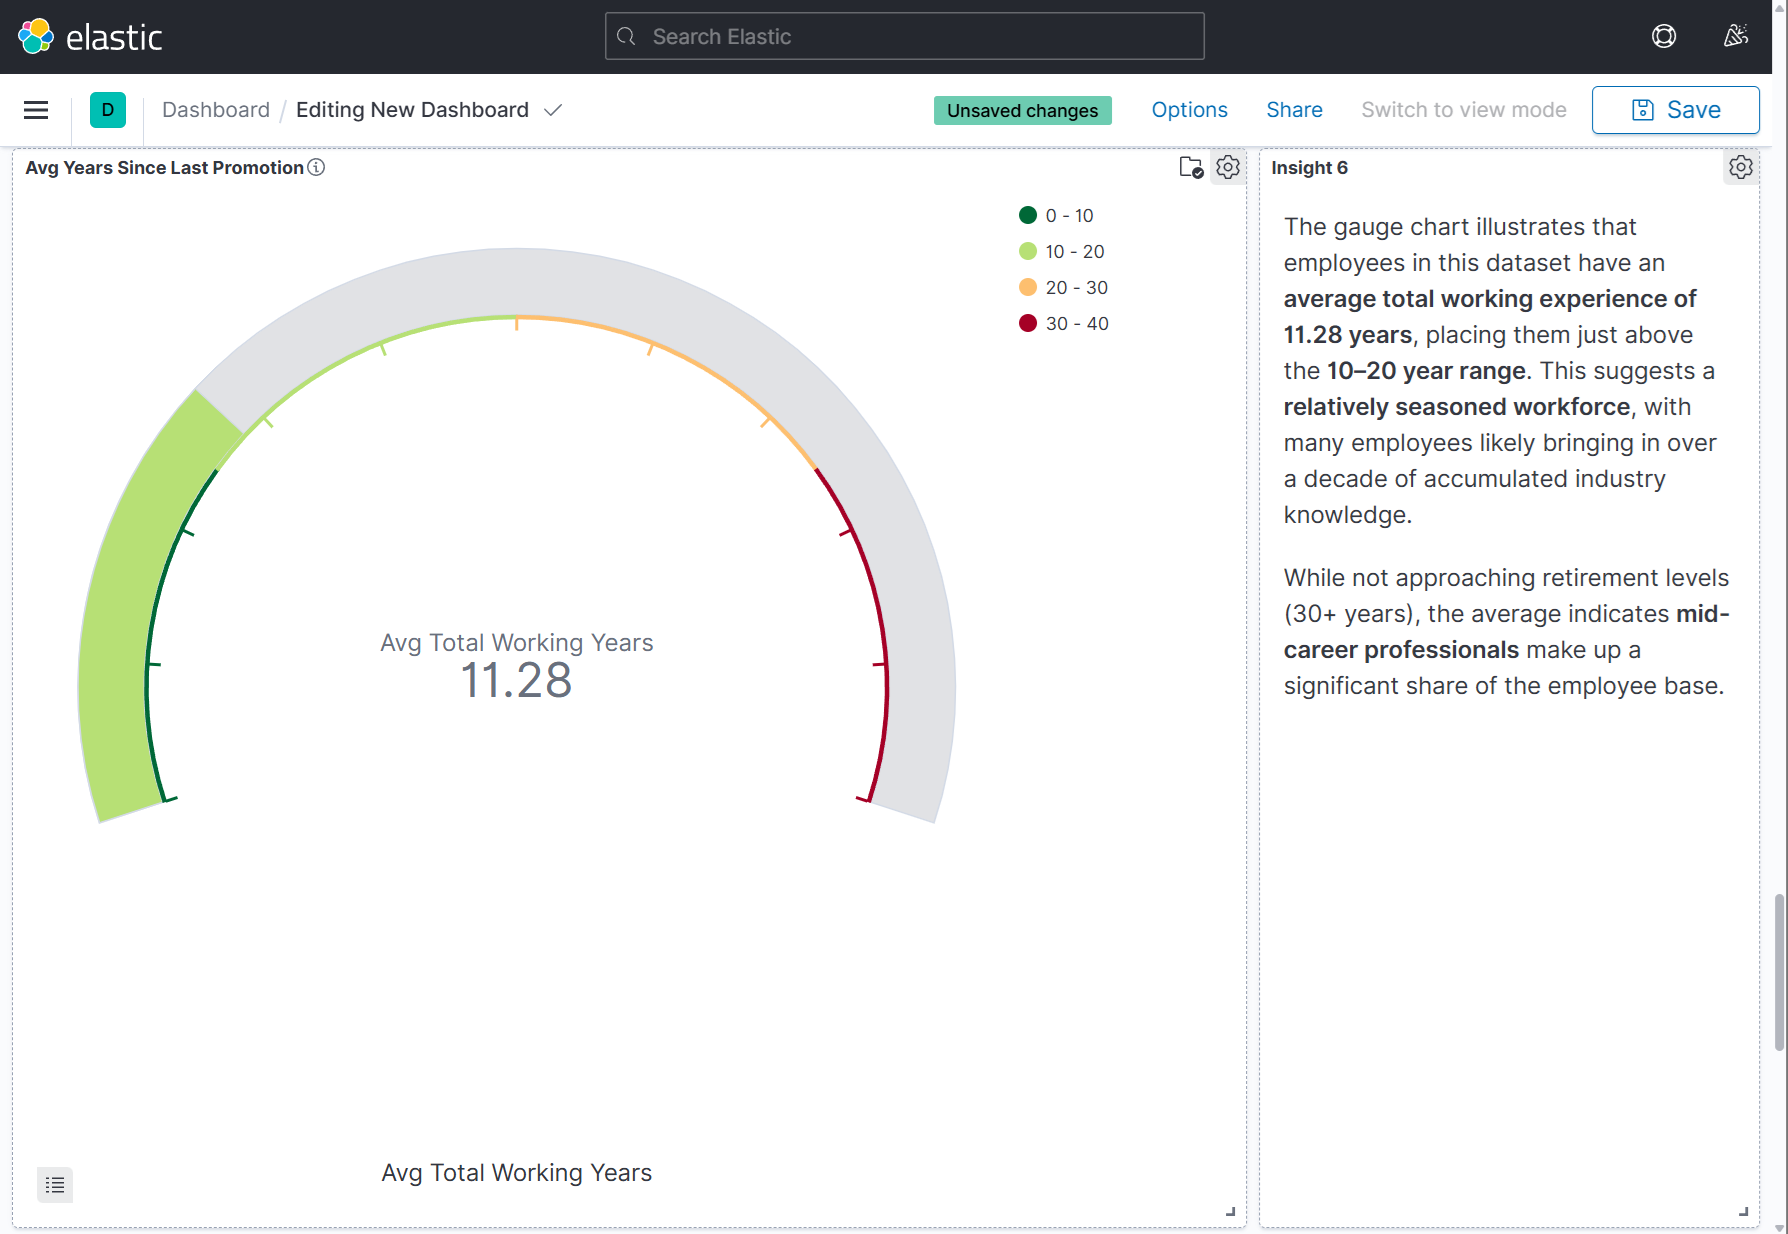 elastic
Search Elastic
D
Dashboard / Editing New Dashboard
Unsaved changes
Options
Share
Switch to view mode
Save
Avg Years Since Last Promotion
0 - 10
10 - 20
20 - 30
30 - 40
Avg Total Working Years
11.28
Avg Total Working Years
Insight 6
The gauge chart illustrates that
employees in this dataset have an
average total working experience of
11.28 years, placing them just above
the 10–20 year range. This suggests a
relatively seasoned workforce, with
many employees likely bringing in over
a decade of accumulated industry
knowledge.
While not approaching retirement levels
(30+ years), the average indicates mid-
career professionals make up a
significant share of the employee base.